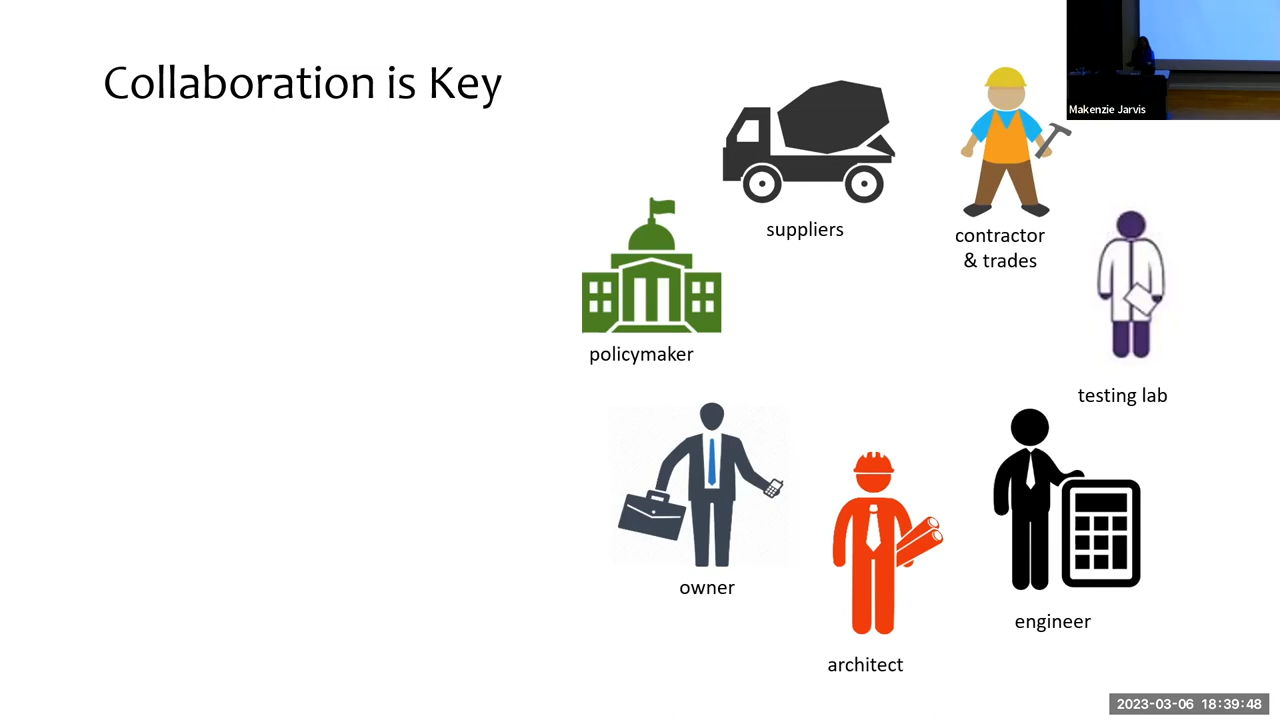 Collaboration is Key
Makenzie Jarvis
suppliers
contractor
& trades
policymaker
testing lab
owner
engineer
architect
2023-03-06 18:39:48